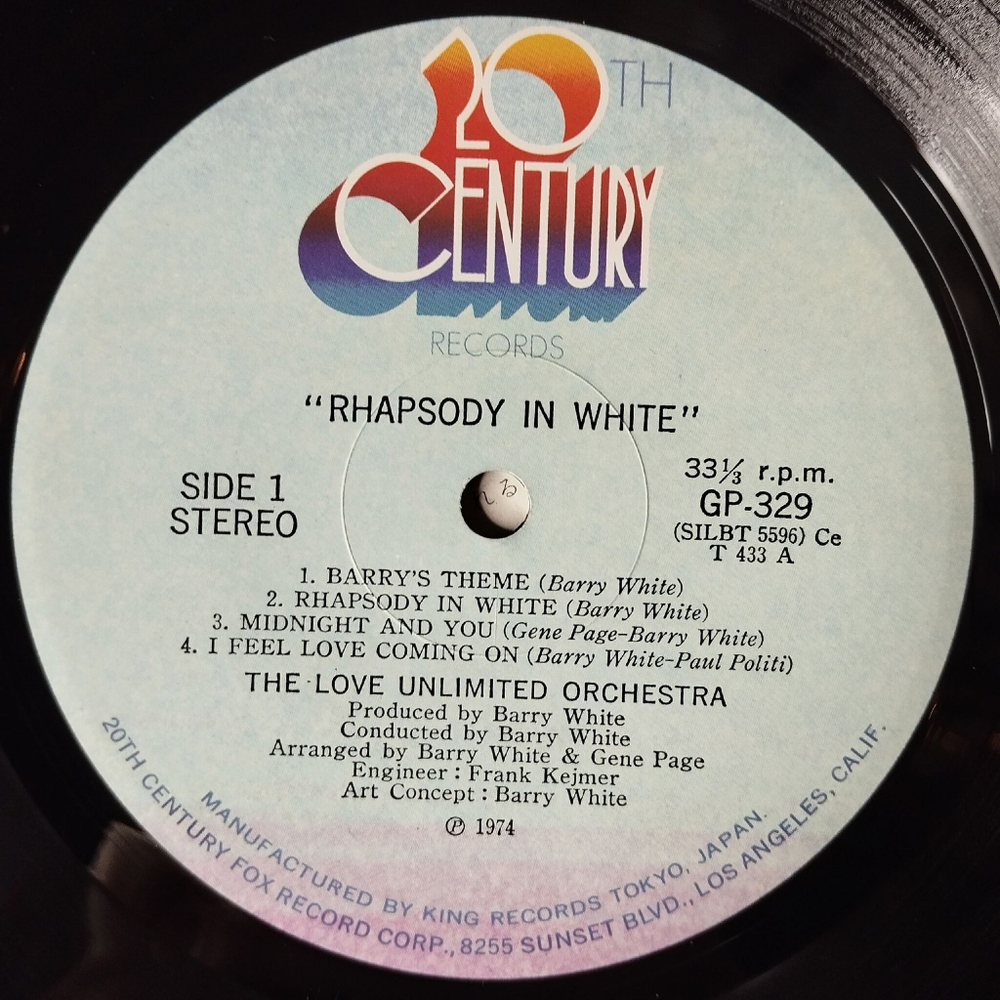 20TH
CENTURY
RECORDS
“RHAPSODY IN WHITE”
SIDE 1
STEREO
33⅓ r.p.m.
GP-329
(SILBT 5596) Ce
T 433 A
1. BARRY'S THEME (Barry White)
2. RHAPSODY IN WHITE (Barry White)
3. MIDNIGHT AND YOU (Gene Page-Barry White)
4. I FEEL LOVE COMING ON (Barry White-Paul Politi)
THE LOVE UNLIMITED ORCHESTRA
Produced by Barry White
Conducted by Barry White
Arranged by Barry White & Gene Page
Engineer : Frank Kejmer
Art Concept : Barry White
℗ 1974
MANUFACTURED BY KING RECORDS TOKYO, JAPAN.
20TH CENTURY FOX RECORD CORP., 8255 SUNSET BLVD., LOS ANGELES, CALIF.